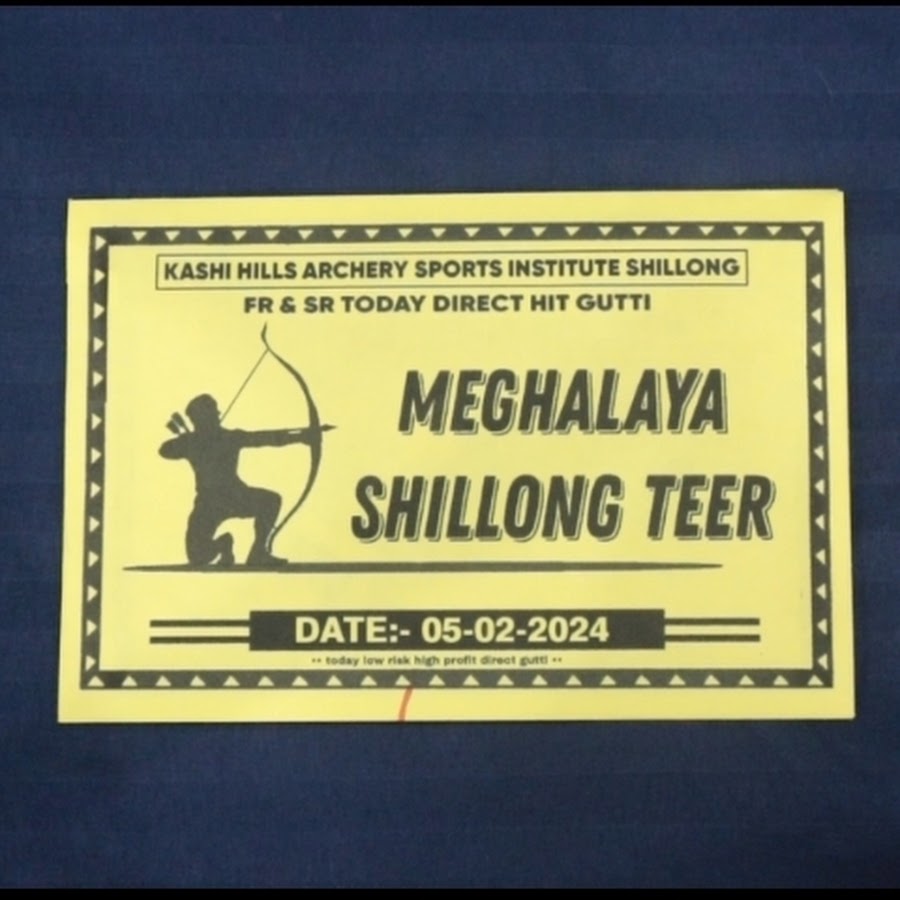 KASHI HILLS ARCHERY SPORTS INSTITUTE SHILLONG
FR & SR TODAY DIRECT HIT GUTTI
MEGHALAYA
SHILLONG TEER
DATE:- 05-02-2024
•• today low risk high profit direct gutti ••